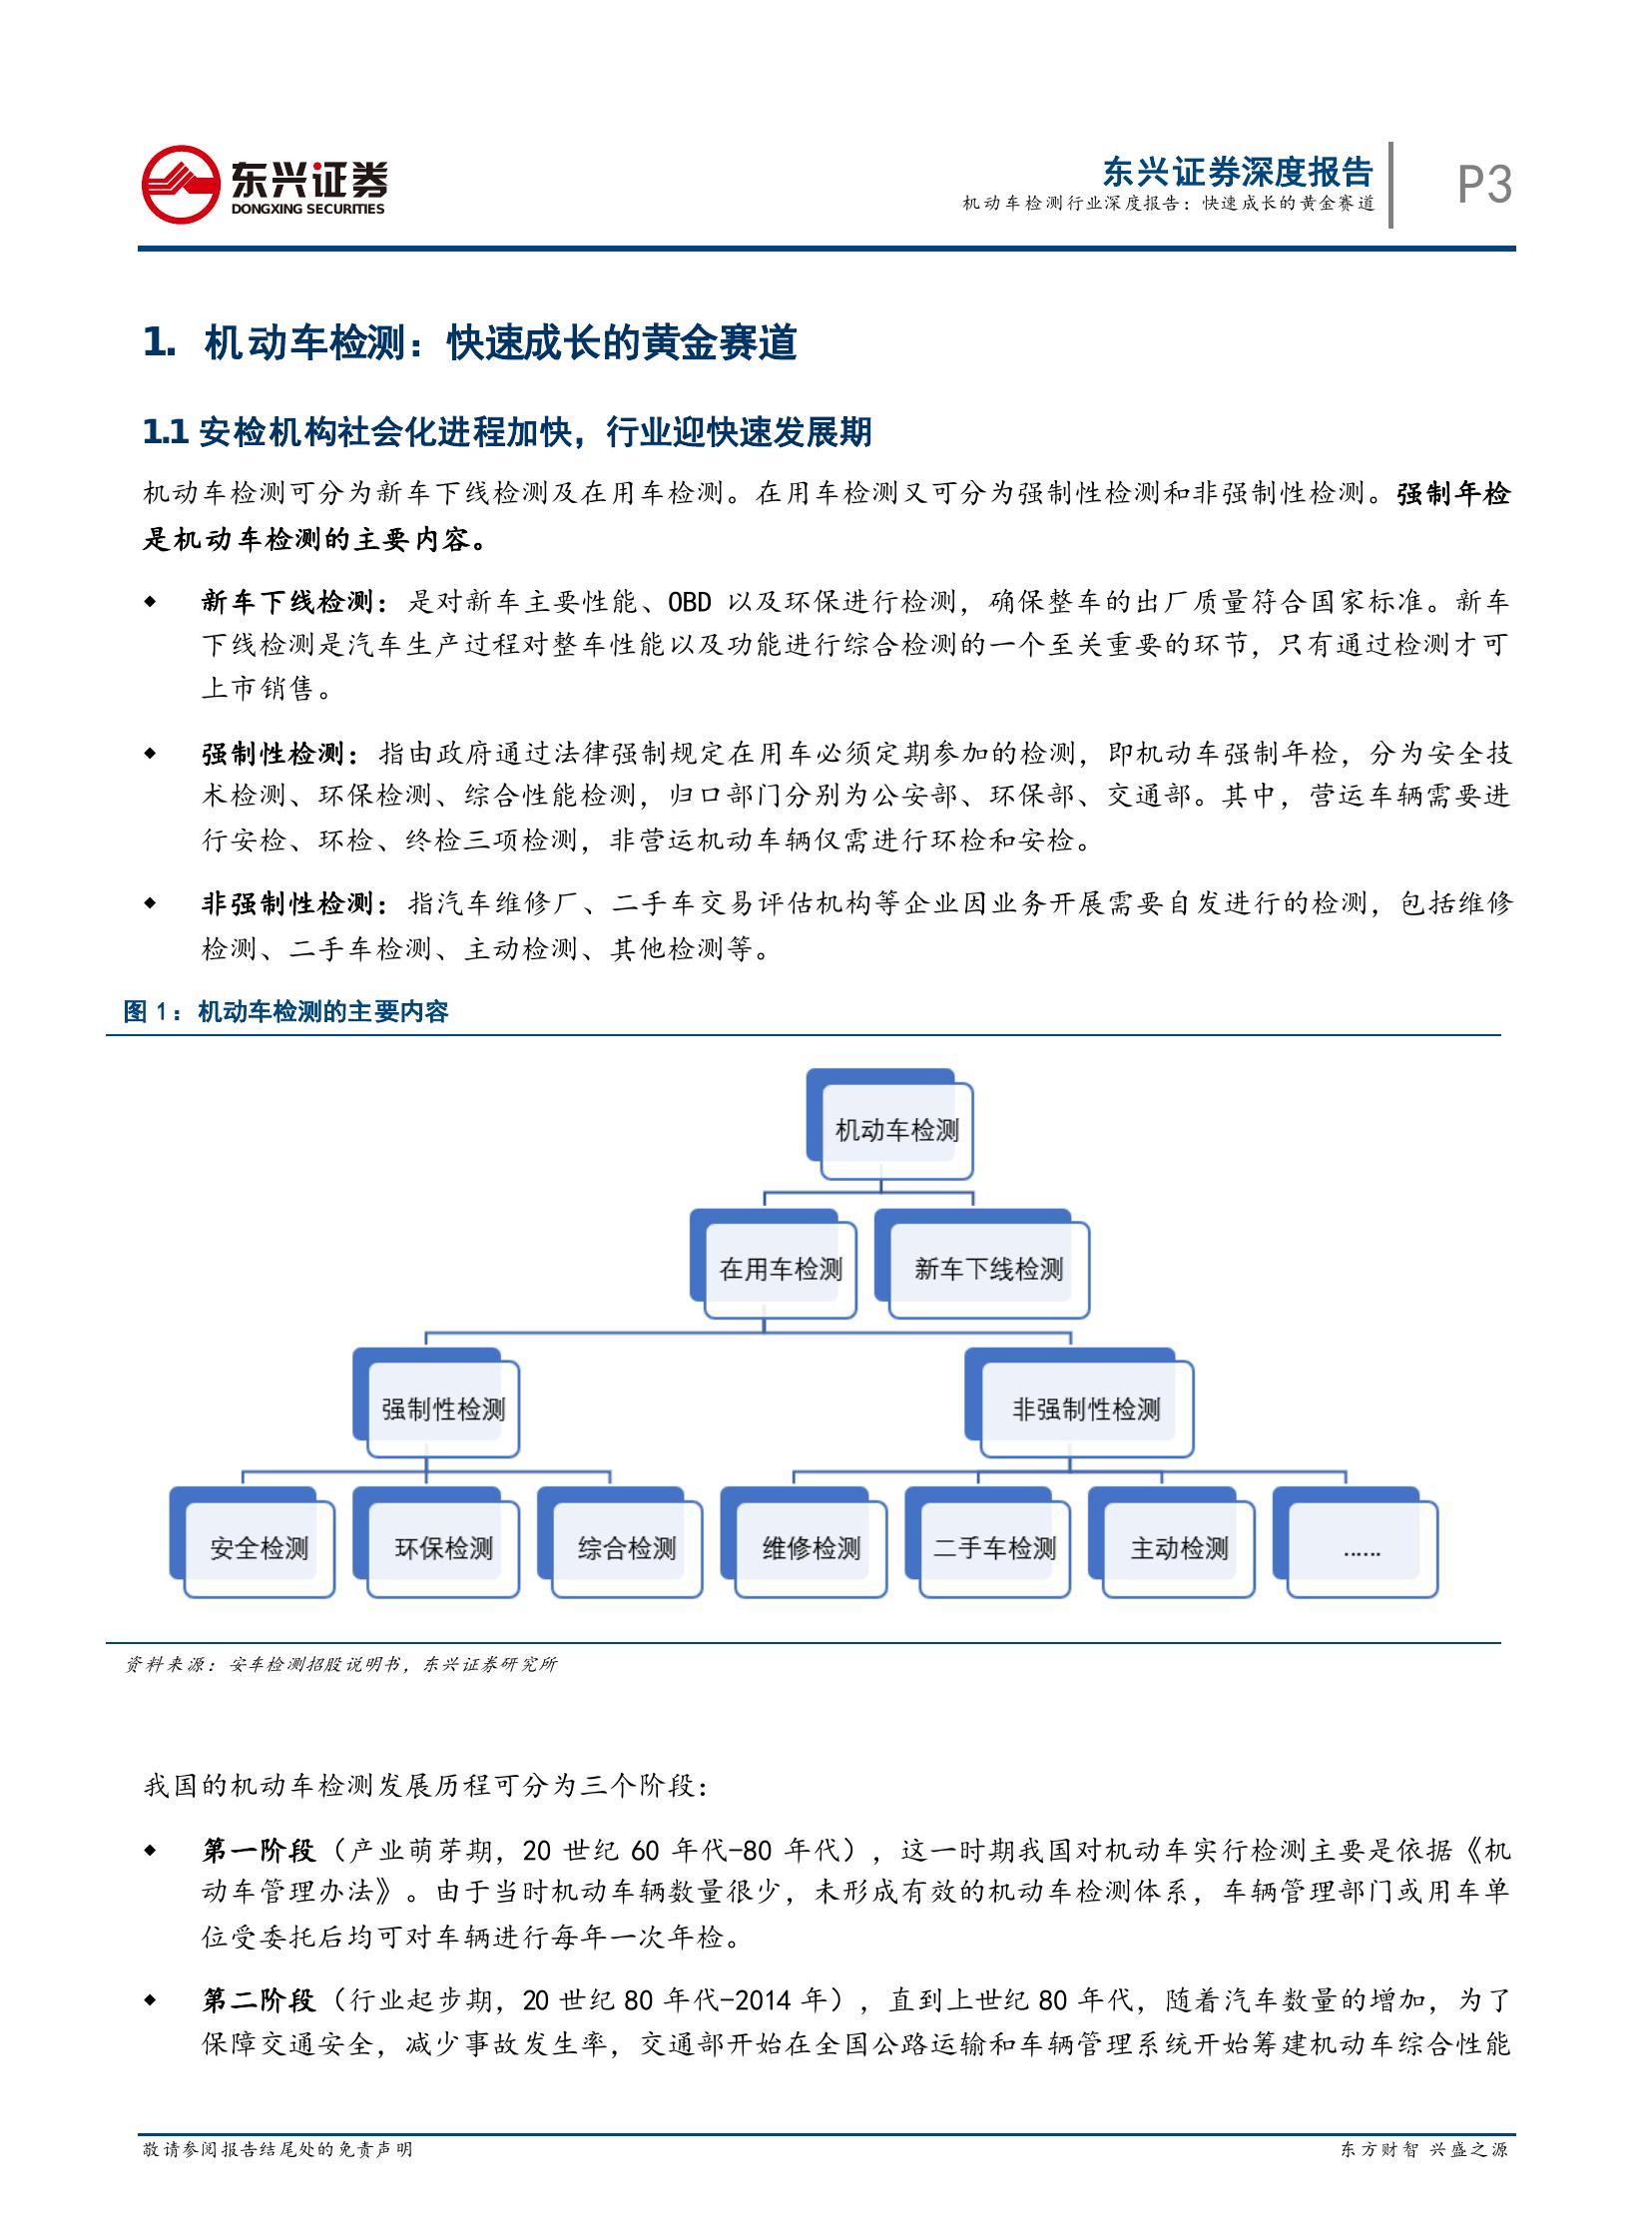 东兴证券
DONGXING SECURITIES
东兴证券深度报告
机动车检测行业深度报告：快速成长的黄金赛道
P3
1. 机动车检测：快速成长的黄金赛道
1.1 安检机构社会化进程加快，行业迎快速发展期
机动车检测可分为新车下线检测及在用车检测。在用车检测又可分为强制性检测和非强制性检测。强制年检
是机动车检测的主要内容。
◆ 新车下线检测：是对新车主要性能、OBD 以及环保进行检测，确保整车的出厂质量符合国家标准。新车
下线检测是汽车生产过程对整车性能以及功能进行综合检测的一个至关重要的环节，只有通过检测才可
上市销售。
◆ 强制性检测：指由政府通过法律强制规定在用车必须定期参加的检测，即机动车强制年检，分为安全技
术检测、环保检测、综合性能检测，归口部门分别为公安部、环保部、交通部。其中，营运车辆需要进
行安检、环检、终检三项检测，非营运机动车辆仅需进行环检和安检。
◆ 非强制性检测：指汽车维修厂、二手车交易评估机构等企业因业务开展需要自发进行的检测，包括维修
检测、二手车检测、主动检测、其他检测等。
图 1：机动车检测的主要内容
机动车检测
在用车检测
新车下线检测
强制性检测
非强制性检测
安全检测
环保检测
综合检测
维修检测
二手车检测
主动检测
……
资料来源：安车检测招股说明书，东兴证券研究所
我国的机动车检测发展历程可分为三个阶段：
◆ 第一阶段（产业萌芽期，20 世纪 60 年代-80 年代），这一时期我国对机动车实行检测主要是依据《机
动车管理办法》。由于当时机动车辆数量很少，未形成有效的机动车检测体系，车辆管理部门或用车单
位受委托后均可对车辆进行每年一次年检。
◆ 第二阶段（行业起步期，20 世纪 80 年代-2014 年），直到上世纪 80 年代，随着汽车数量的增加，为了
保障交通安全，减少事故发生率，交通部开始在全国公路运输和车辆管理系统开始筹建机动车综合性能
敬请参阅报告结尾处的免责声明
东方财智 兴盛之源